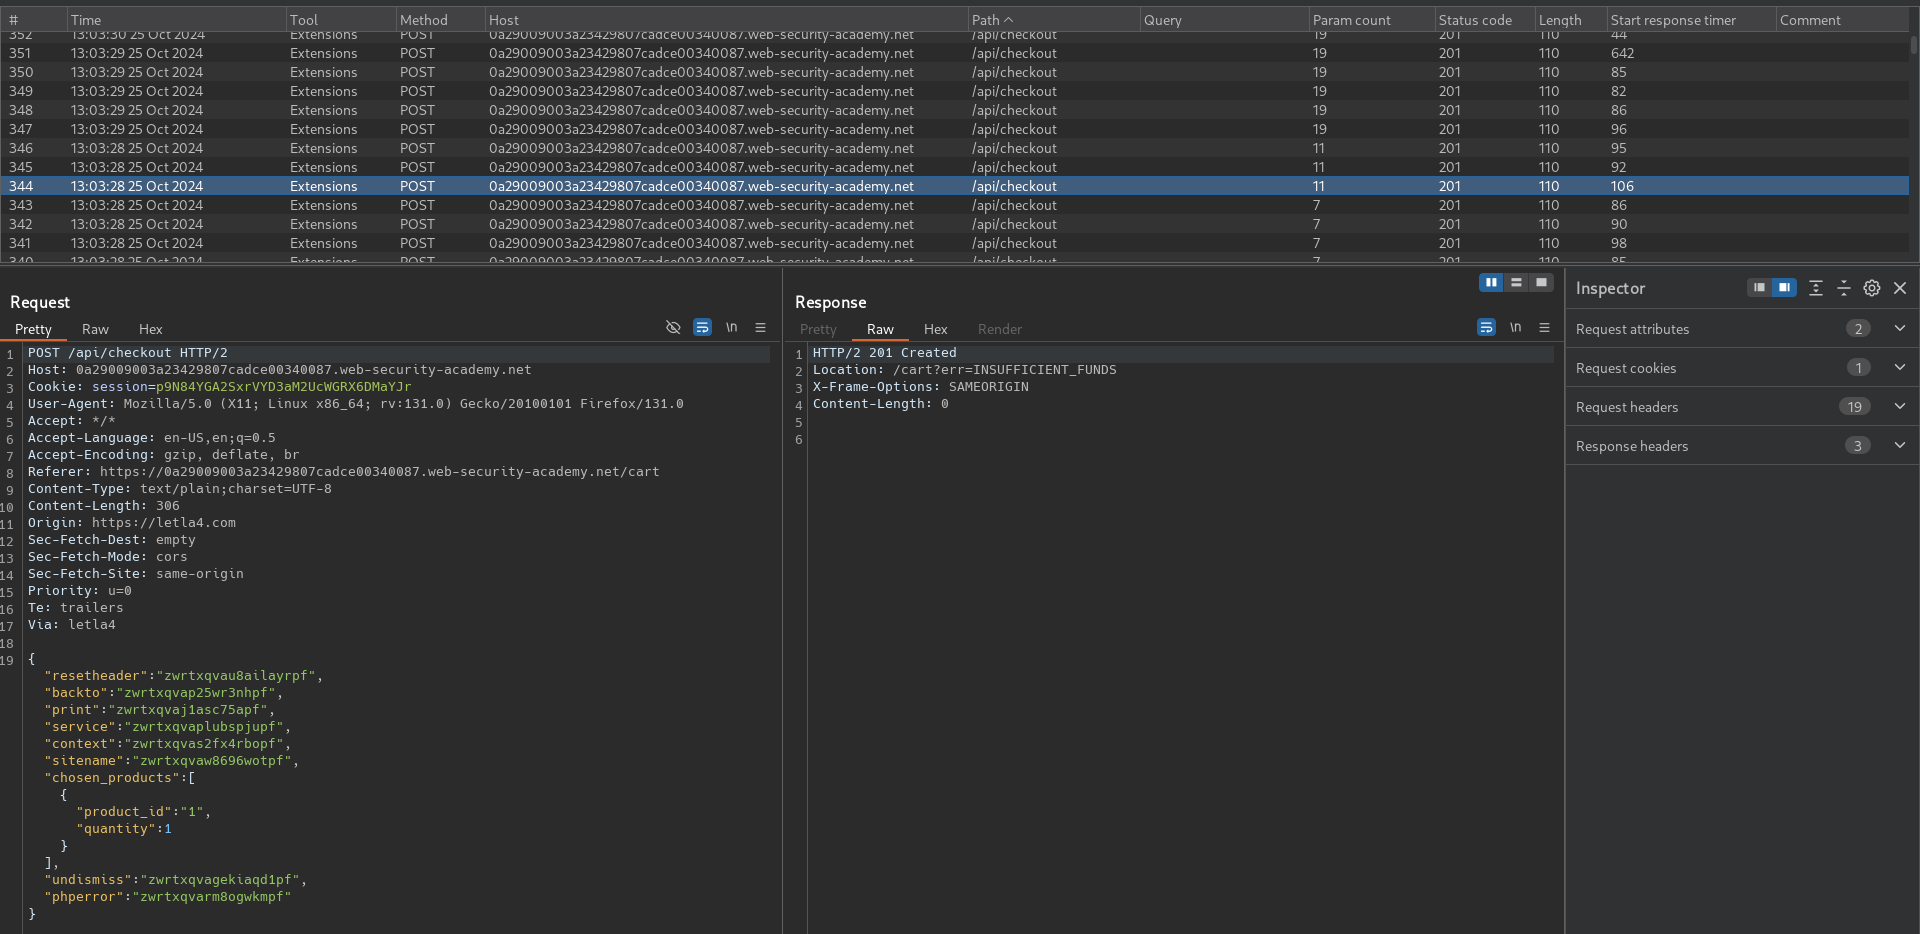 # Time Tool Method Host Path Query Param count Status code Length Start response timer Comment
352 13:03:30 25 Oct 2024 Extensions POST 0a29009003a23429807cadce00340087.web-security-academy.net /api/checkout 19 201 110 44
351 13:03:29 25 Oct 2024 Extensions POST 0a29009003a23429807cadce00340087.web-security-academy.net /api/checkout 19 201 110 642
350 13:03:29 25 Oct 2024 Extensions POST 0a29009003a23429807cadce00340087.web-security-academy.net /api/checkout 19 201 110 85
349 13:03:29 25 Oct 2024 Extensions POST 0a29009003a23429807cadce00340087.web-security-academy.net /api/checkout 19 201 110 82
348 13:03:29 25 Oct 2024 Extensions POST 0a29009003a23429807cadce00340087.web-security-academy.net /api/checkout 19 201 110 86
347 13:03:29 25 Oct 2024 Extensions POST 0a29009003a23429807cadce00340087.web-security-academy.net /api/checkout 19 201 110 96
346 13:03:28 25 Oct 2024 Extensions POST 0a29009003a23429807cadce00340087.web-security-academy.net /api/checkout 11 201 110 95
345 13:03:28 25 Oct 2024 Extensions POST 0a29009003a23429807cadce00340087.web-security-academy.net /api/checkout 11 201 110 92
344 13:03:28 25 Oct 2024 Extensions POST 0a29009003a23429807cadce00340087.web-security-academy.net /api/checkout 11 201 110 106
343 13:03:28 25 Oct 2024 Extensions POST 0a29009003a23429807cadce00340087.web-security-academy.net /api/checkout 7 201 110 86
342 13:03:28 25 Oct 2024 Extensions POST 0a29009003a23429807cadce00340087.web-security-academy.net /api/checkout 7 201 110 90
341 13:03:28 25 Oct 2024 Extensions POST 0a29009003a23429807cadce00340087.web-security-academy.net /api/checkout 7 201 110 98
340 13:03:28 25 Oct 2024 Extensions POST 0a29009003a23429807cadce00340087.web-security-academy.net /api/checkout 7 201 110 85
Request
Pretty Raw Hex \n
1 POST /api/checkout HTTP/2
2 Host: 0a29009003a23429807cadce00340087.web-security-academy.net
3 Cookie: session=p9N84YGA2SxrVYD3aM2UcWGRX6DMaYJr
4 User-Agent: Mozilla/5.0 (X11; Linux x86_64; rv:131.0) Gecko/20100101 Firefox/131.0
5 Accept: */*
6 Accept-Language: en-US,en;q=0.5
7 Accept-Encoding: gzip, deflate, br
8 Referer: https://0a29009003a23429807cadce00340087.web-security-academy.net/cart
9 Content-Type: text/plain;charset=UTF-8
10 Content-Length: 306
11 Origin: https://letla4.com
12 Sec-Fetch-Dest: empty
13 Sec-Fetch-Mode: cors
14 Sec-Fetch-Site: same-origin
15 Priority: u=0
16 Te: trailers
17 Via: letla4
18
19 {
"resetheader":"zwrtxqvau8ailayrpf",
"backto":"zwrtxqvap25wr3nhpf",
"print":"zwrtxqvaj1asc75apf",
"service":"zwrtxqvaplubspjupf",
"context":"zwrtxqvas2fx4rbopf",
"sitename":"zwrtxqvaw8696wotpf",
"chosen_products":[
{
"product_id":"1",
"quantity":1
}
],
"undismiss":"zwrtxqvagekiaqd1pf",
"phperror":"zwrtxqvarm8ogwkmpf"
}
Response
Pretty Raw Hex Render \n
1 HTTP/2 201 Created
2 Location: /cart?err=INSUFFICIENT_FUNDS
3 X-Frame-Options: SAMEORIGIN
4 Content-Length: 0
5
6
Inspector
Request attributes 2
Request cookies 1
Request headers 19
Response headers 3